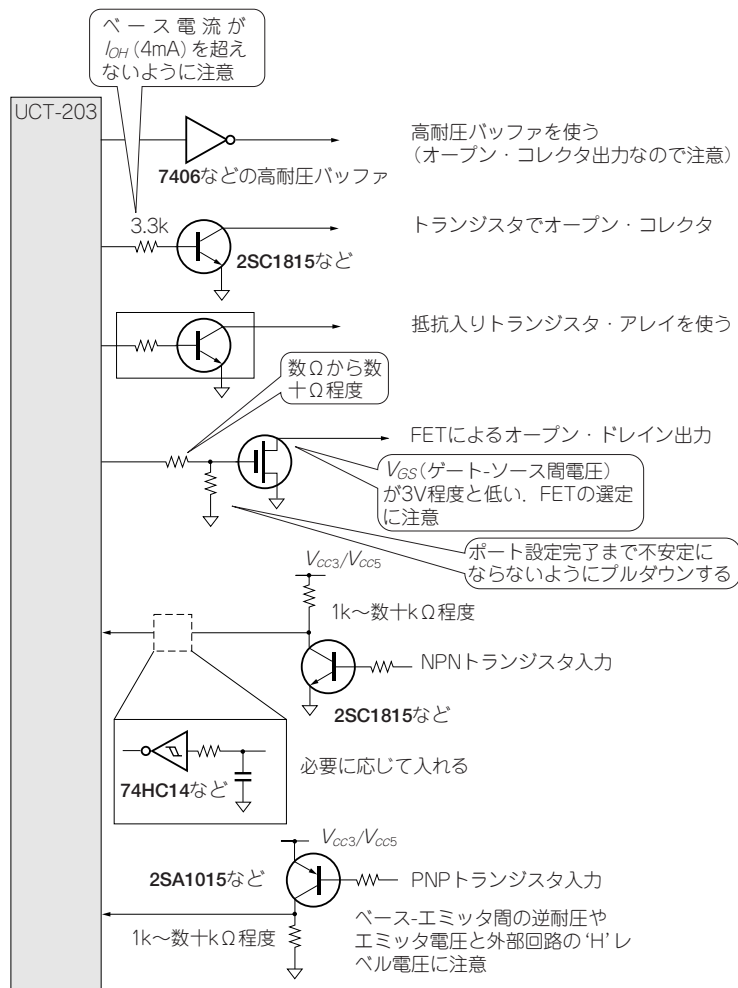 ベース電流が
IOH(4mA)を超え
ないように注意
UCT-203
高耐圧バッファを使う
(オープン・コレクタ出力なので注意)
7406などの高耐圧バッファ
3.3k
トランジスタでオープン・コレクタ
2SC1815など
抵抗入りトランジスタ・アレイを使う
数Ωから数
十Ω程度
FETによるオープン・ドレイン出力
VGS(ゲート-ソース間電圧)
が3V程度と低い．FETの選定
に注意
ポート設定完了まで不安定に
ならないようにプルダウンする
VCC3/VCC5
1k〜数十kΩ程度
NPNトランジスタ入力
2SC1815など
74HC14など
必要に応じて入れる
VCC3/VCC5
2SA1015など
PNPトランジスタ入力
1k〜数十kΩ程度
ベース-エミッタ間の逆耐圧や
エミッタ電圧と外部回路の‘H’レ
ベル電圧に注意